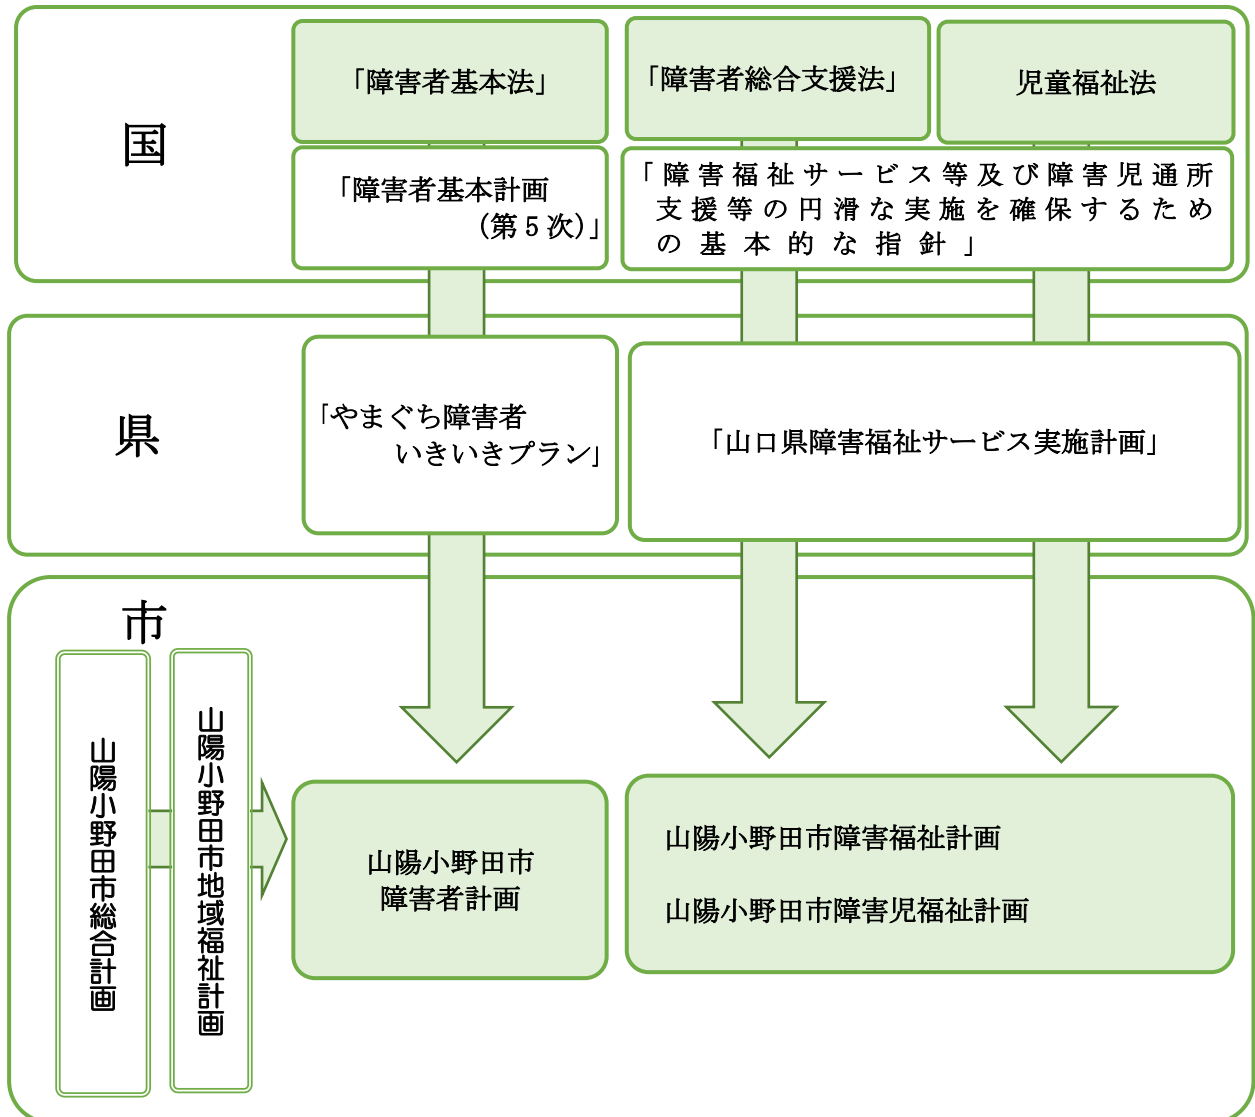 国
「障害者基本法」
「障害者総合支援法」
児童福祉法
「障害者基本計画
(第5次)」
「障害福祉サービス等及び障害児通所
支援等の円滑な実施を確保するため
の基本的な指針」
県
「やまぐち障害者
いきいきプラン」
「山口県障害福祉サービス実施計画」
市
山陽小野田市総合計画
山陽小野田市地域福祉計画
山陽小野田市
障害者計画
山陽小野田市障害福祉計画
山陽小野田市障害児福祉計画